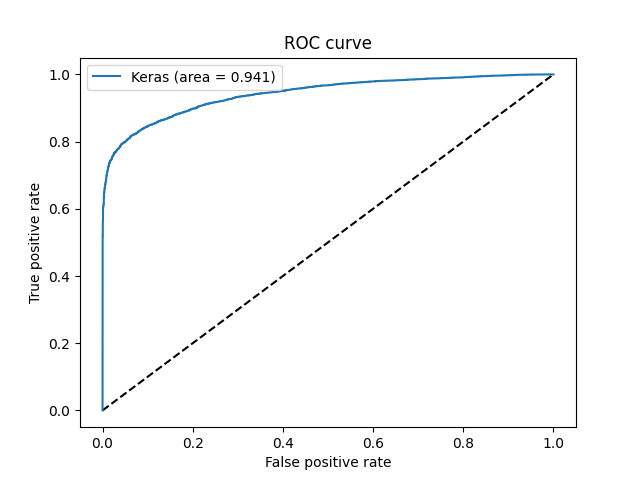 ROC curve
Keras (area = 0.941)
1.0
0.8
0.6
0.4
0.2
0.0
True positive rate
0.0 0.2 0.4 0.6 0.8 1.0
False positive rate